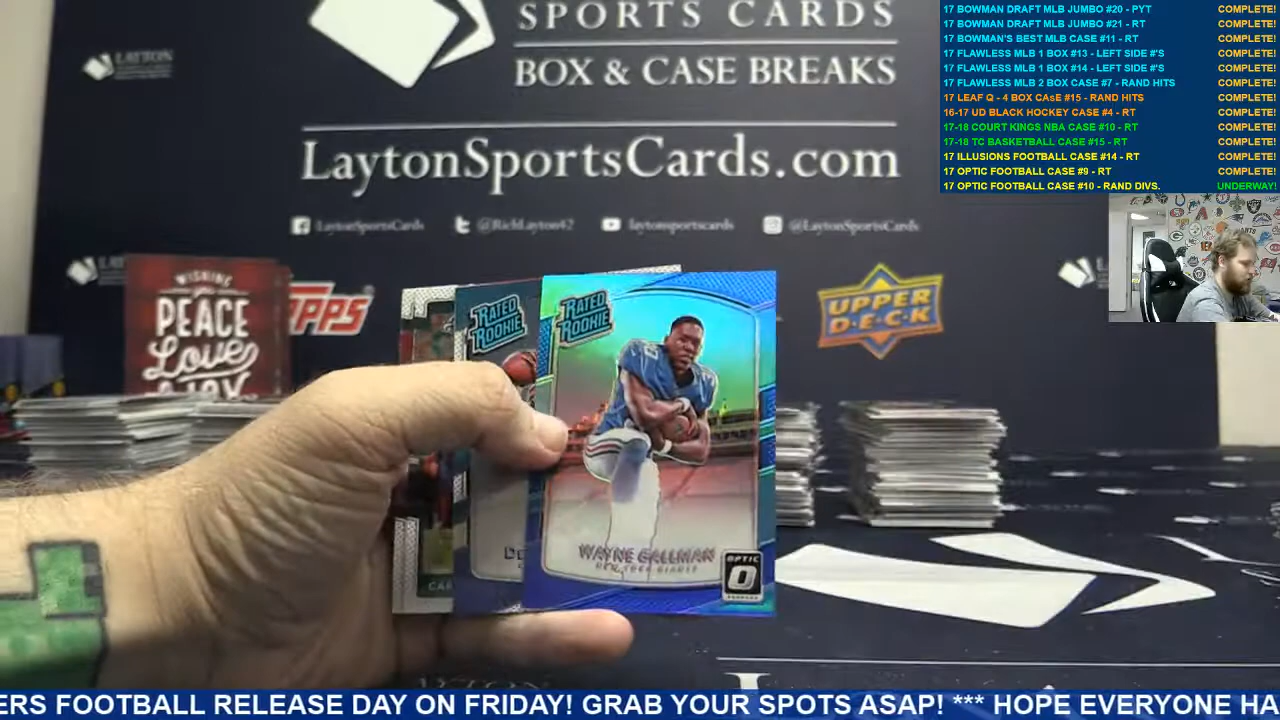 SPORTS CARDS
BOX & CASE BREAKS
LaytonSportsCards.com
/LaytonSportsCards
@RichLayton42
laytonsportscards
@LaytonSportsCards
LAYTON
17 BOWMAN DRAFT MLB JUMBO #20 - PYT COMPLETE!
17 BOWMAN DRAFT MLB JUMBO #21 - RT COMPLETE!
17 BOWMAN'S BEST MLB CASE #11 - RT COMPLETE!
17 FLAWLESS MLB 1 BOX #13 - LEFT SIDE #'S COMPLETE!
17 FLAWLESS MLB 1 BOX #14 - LEFT SIDE #'S COMPLETE!
17 FLAWLESS MLB 2 BOX CASE #7 - RAND HITS COMPLETE!
17 LEAF Q - 4 BOX CAsE #15 - RAND HITS COMPLETE!
16-17 UD BLACK HOCKEY CASE #4 - RT COMPLETE!
17-18 COURT KINGS NBA CASE #10 - RT COMPLETE!
17-18 TC BASKETBALL CASE #15 - RT COMPLETE!
17 ILLUSIONS FOOTBALL CASE #14 - RT COMPLETE!
17 OPTIC FOOTBALL CASE #9 - RT COMPLETE!
17 OPTIC FOOTBALL CASE #10 - RAND DIVS. UNDERWAY!
WISHING
PEACE
Love
TOPPS
UPPER
DECK
RATED
ROOKIE
RATED
ROOKIE
WAYNE GALLMAN
NEW YORK GIANTS
OPTIC
DE
CAR
ERS FOOTBALL RELEASE DAY ON FRIDAY! GRAB YOUR SPOTS ASAP! *** HOPE EVERYONE HA